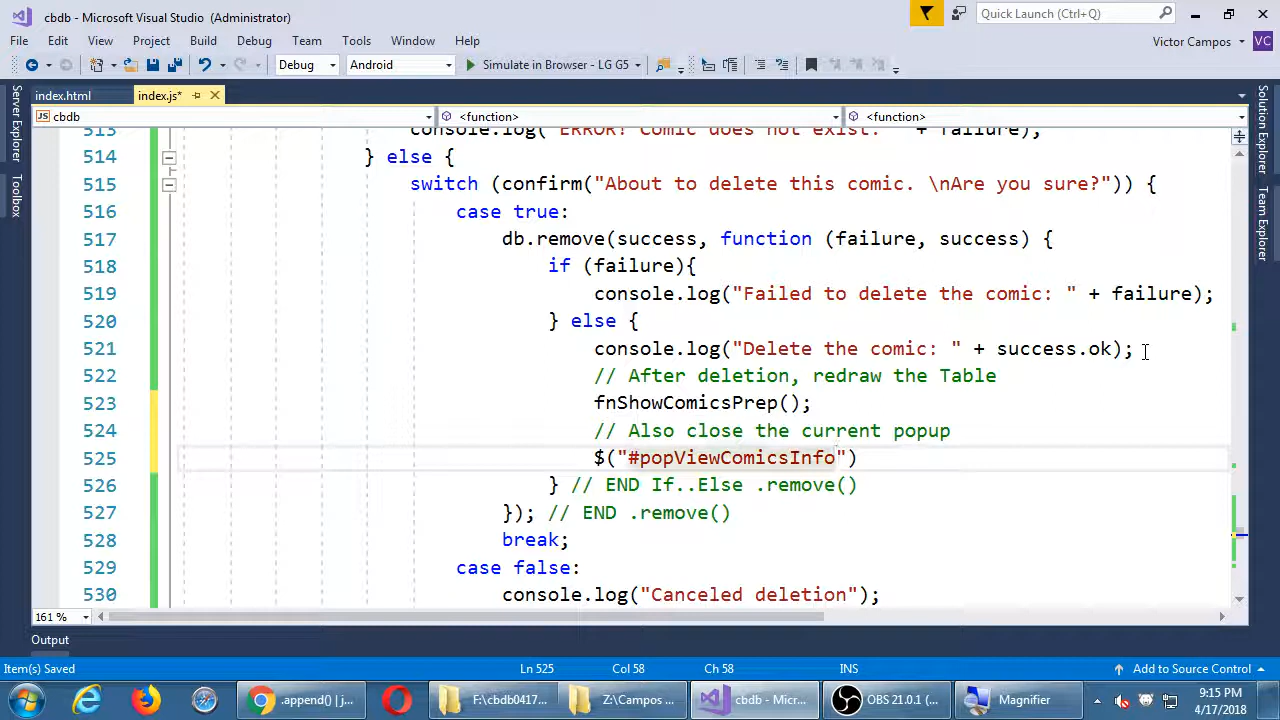 cbdb - Microsoft Visual Studio (Administrator)
Quick Launch (Ctrl+Q)
File Edit View Project Build Debug Team Tools Window Help
Victor Campos VC
Debug Android Simulate in Browser - LG G5
index.html index.js*
JS cbdb <function> <function>
Server Explorer
Toolbox
Solution Explorer
Team Explorer
513 console.log("ERROR! Comic does not exist: " + failure);
514 } else {
515 switch (confirm("About to delete this comic. \nAre you sure?")) {
516 case true:
517 db.remove(success, function (failure, success) {
518 if (failure){
519 console.log("Failed to delete the comic: " + failure);
520 } else {
521 console.log("Delete the comic: " + success.ok);
522 // After deletion, redraw the Table
523 fnShowComicsPrep();
524 // Also close the current popup
525 $("#popViewComicsInfo")
526 } // END If..Else .remove()
527 }); // END .remove()
528 break;
529 case false:
530 console.log("Canceled deletion");
161 %
Output
Item(s) Saved Ln 525 Col 58 Ch 58 INS Add to Source Control
.append() | j... F:\cbdb0417... Z:\Campos ... cbdb - Micr... OBS 21.0.1 (... Magnifier
9:15 PM
4/17/2018